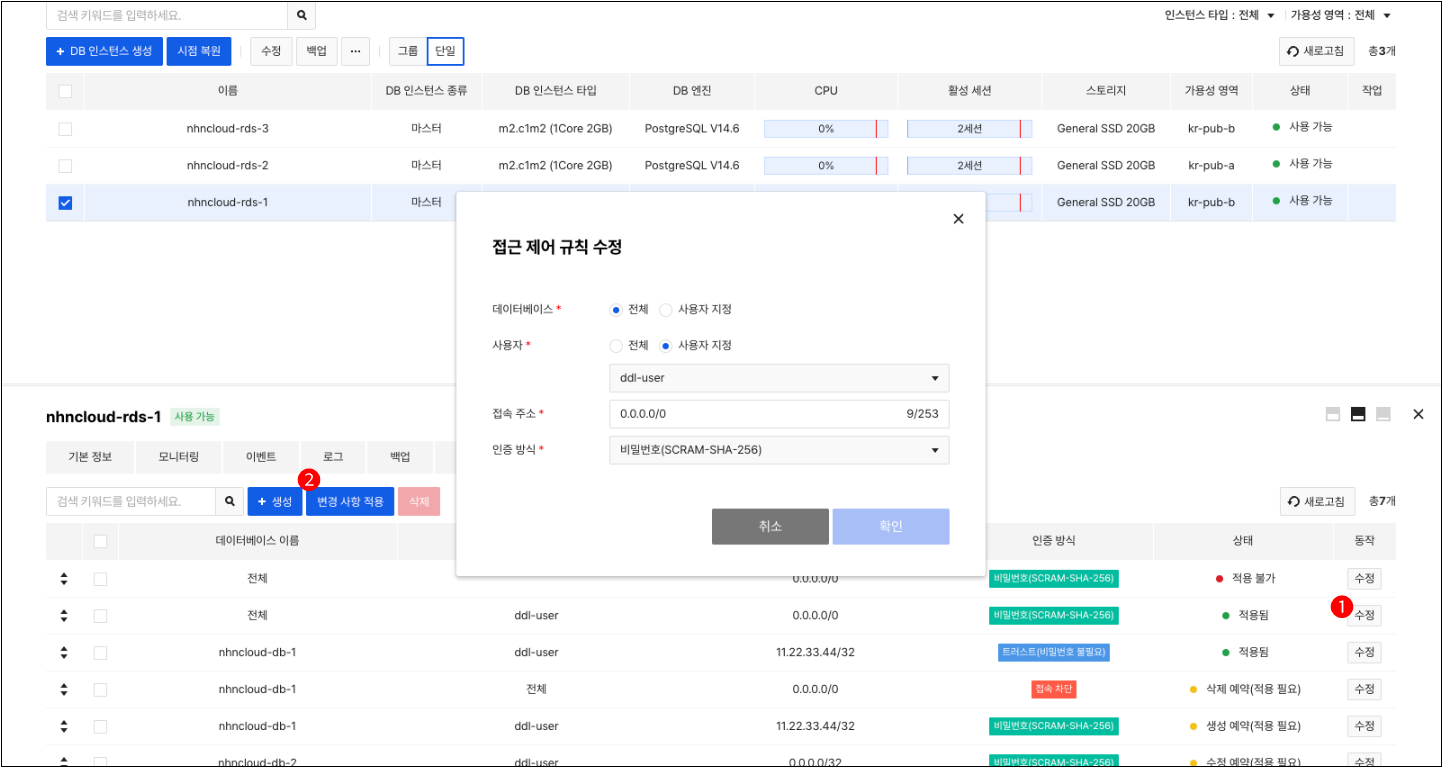 검색 키워드를 입력하세요.
인스턴스 타입 : 전체 가용성 영역 : 전체
+ DB 인스턴스 생성 시점 복원 수정 백업 ··· 그룹 단일 새로고침 총3개
이름 DB 인스턴스 종류 DB 인스턴스 타입 DB 엔진 CPU 활성 세션 스토리지 가용성 영역 상태 작업
nhncloud-rds-3 마스터 m2.c1m2 (1Core 2GB) PostgreSQL V14.6 0% 2세션 General SSD 20GB kr-pub-b 사용 가능
nhncloud-rds-2 마스터 m2.c1m2 (1Core 2GB) PostgreSQL V14.6 0% 2세션 General SSD 20GB kr-pub-a 사용 가능
nhncloud-rds-1 마스터 General SSD 20GB kr-pub-b 사용 가능
접근 제어 규칙 수정
데이터베이스 * 전체 사용자 지정
사용자 * 전체 사용자 지정
ddl-user
접속 주소 * 0.0.0.0/0 9/253
인증 방식 * 비밀번호(SCRAM-SHA-256)
취소 확인
nhncloud-rds-1 사용 가능
기본 정보 모니터링 이벤트 로그 백업
2
검색 키워드를 입력하세요. + 생성 변경 사항 적용 삭제 새로고침 총7개
데이터베이스 이름 인증 방식 상태 동작
전체 0.0.0.0/0 비밀번호(SCRAM-SHA-256) 적용 불가 수정
1
전체 ddl-user 0.0.0.0/0 비밀번호(SCRAM-SHA-256) 적용됨 수정
nhncloud-db-1 ddl-user 11.22.33.44/32 트러스트(비밀번호 불필요) 적용됨 수정
nhncloud-db-1 전체 0.0.0.0/0 접속 차단 삭제 예약(적용 필요) 수정
nhncloud-db-1 ddl-user 11.22.33.44/32 비밀번호(SCRAM-SHA-256) 생성 예약(적용 필요) 수정
nhncloud-db-2 ddl-user 0.0.0.0/32 비밀번호(SCRAM-SHA-256) 수정 예약(적용 필요) 수정